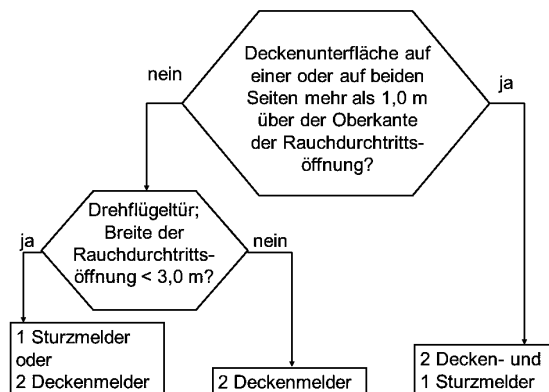 Deckenunterfläche auf
einer oder auf beiden
Seiten mehr als 1,0 m
über der Oberkante
der Rauchdurchtritts-
öffnung?
nein
ja
Drehflügeltür;
Breite der
Rauchdurchtritts-
öffnung < 3,0 m?
ja
nein
1 Sturzmelder
oder
2 Deckenmelder
2 Deckenmelder
2 Decken- und
1 Sturzmelder